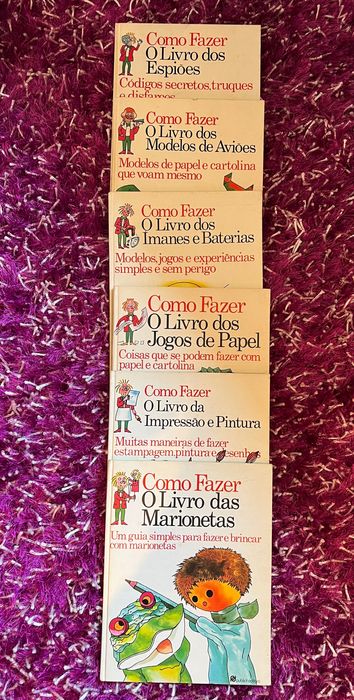 Como Fazer
O Livro dos
Espiões
Códigos secretos, truques
e disfarces
Como Fazer
O Livro dos
Modelos de Aviões
Modelos de papel e cartolina
que voam mesmo
Como Fazer
O Livro dos
Imanes e Baterias
Modelos, jogos e experiências
simples e sem perigo
Como Fazer
O Livro dos
Jogos de Papel
Coisas que se podem fazer com
papel e cartolina
Como Fazer
O Livro da
Impressão e Pintura
Muitas maneiras de fazer
estampagem, pintura e desenho
Como Fazer
O Livro das
Marionetas
Um guia simples para fazer e brincar
com marionetas